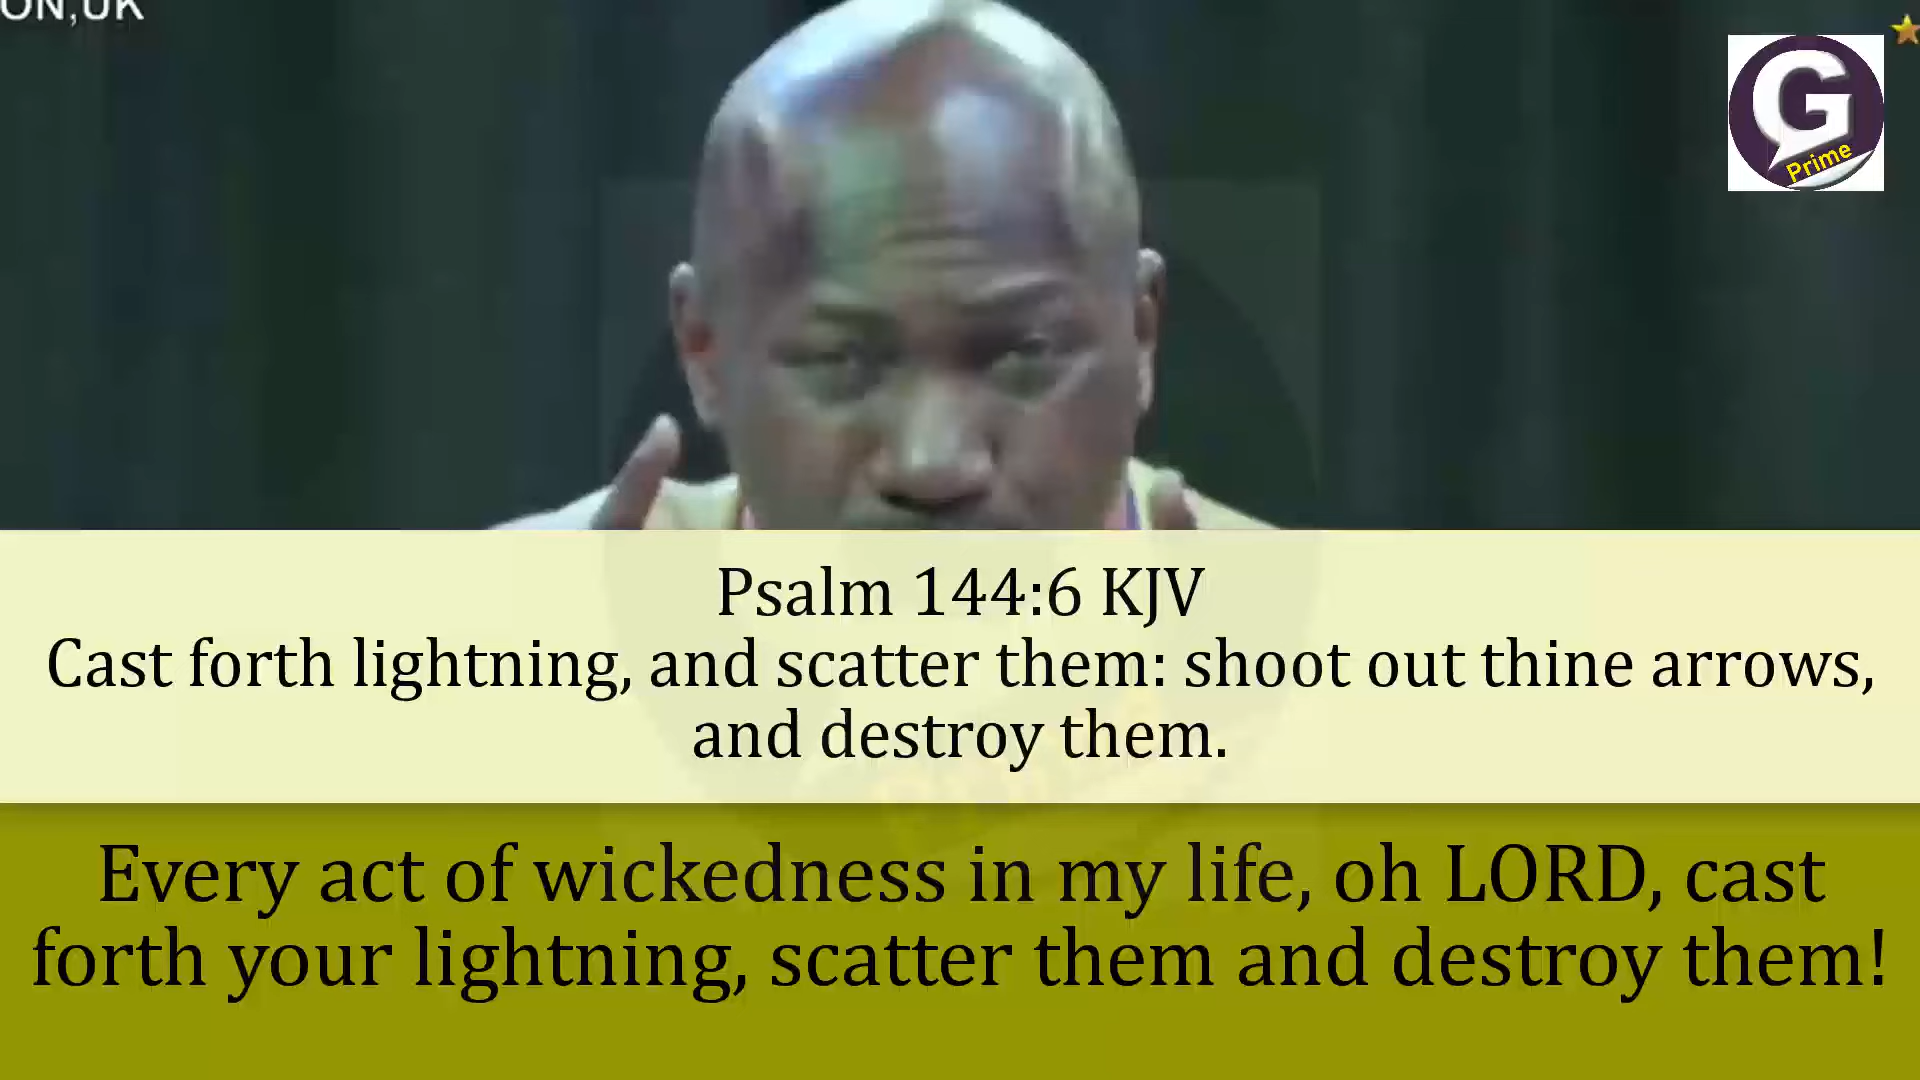 ON,UK
G
Prime
Psalm 144:6 KJV
Cast forth lightning, and scatter them: shoot out thine arrows,
and destroy them.
Every act of wickedness in my life, oh LORD, cast
forth your lightning, scatter them and destroy them!